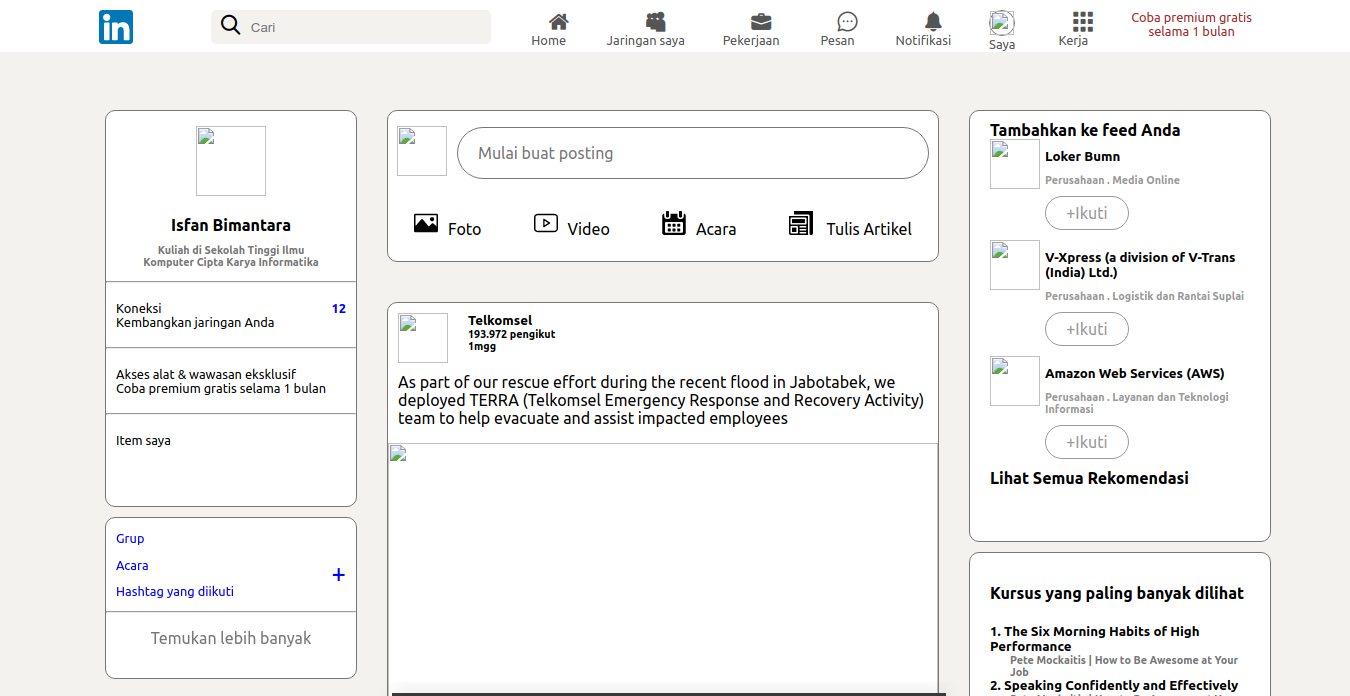 in
Cari
Home
Jaringan saya
Pekerjaan
Pesan
Notifikasi
Saya
Kerja
Coba premium gratis
selama 1 bulan
Isfan Bimantara
Kuliah di Sekolah Tinggi Ilmu
Komputer Cipta Karya Informatika
Koneksi 12
Kembangkan jaringan Anda
Akses alat & wawasan eksklusif
Coba premium gratis selama 1 bulan
Item saya
Grup
Acara
+
Hashtag yang diikuti
Temukan lebih banyak
Mulai buat posting
Foto
Video
Acara
Tulis Artikel
Telkomsel
193.972 pengikut
1mgg
As part of our rescue effort during the recent flood in Jabotabek, we
deployed TERRA (Telkomsel Emergency Response and Recovery Activity)
team to help evacuate and assist impacted employees
Tambahkan ke feed Anda
Loker Bumn
Perusahaan . Media Online
+Ikuti
V-Xpress (a division of V-Trans
(India) Ltd.)
Perusahaan . Logistik dan Rantai Suplai
+Ikuti
Amazon Web Services (AWS)
Perusahaan . Layanan dan Teknologi
Informasi
+Ikuti
Lihat Semua Rekomendasi
Kursus yang paling banyak dilihat
1. The Six Morning Habits of High
Performance
Pete Mockaitis | How to Be Awesome at Your
Job
2. Speaking Confidently and Effectively